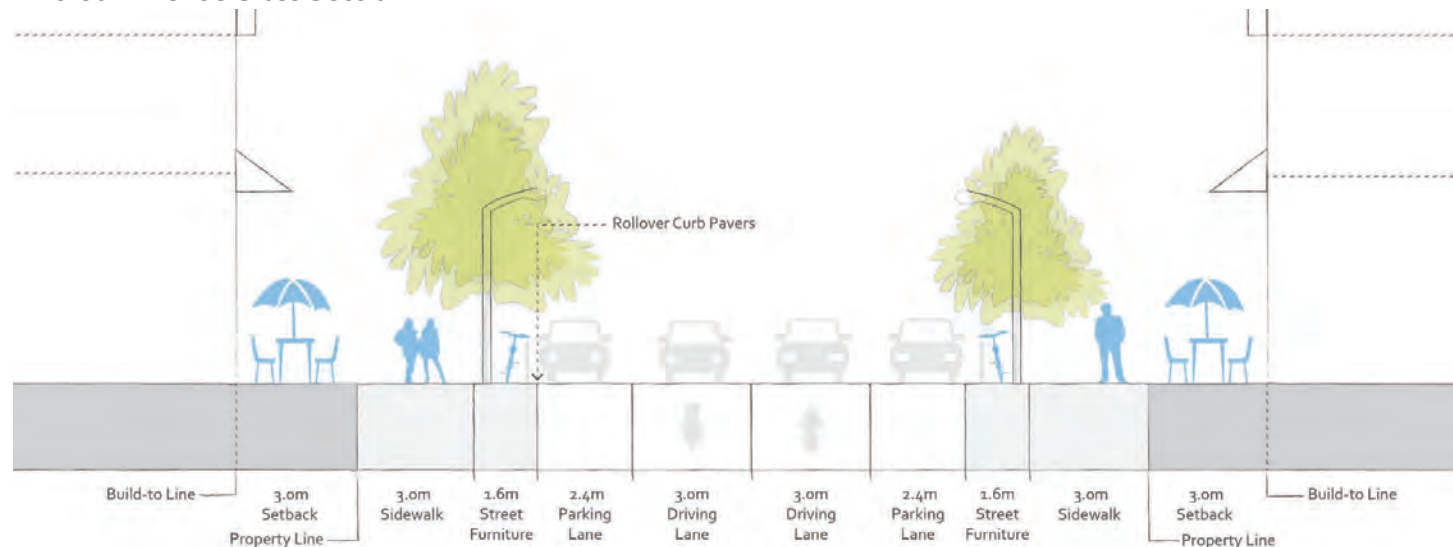 Rollover Curb Pavers
Build-to Line
3.0m
Setback
Property Line
3.0m
Sidewalk
1.6m
Street
Furniture
2.4m
Parking
Lane
3.0m
Driving
Lane
3.0m
Driving
Lane
2.4m
Parking
Lane
1.6m
Street
Furniture
3.0m
Sidewalk
3.0m
Setback
Build-to Line
Property Line